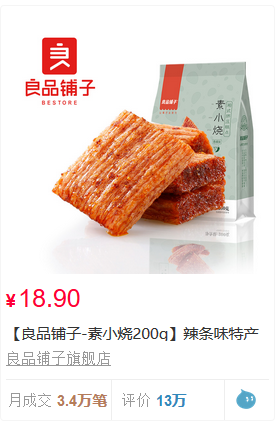 良品铺子
BESTORE
良品铺子
素小烧
¥18.90
【良品铺子-素小烧200g】辣条味特产
良品铺子旗舰店
月成交 3.4万笔
评价 13万